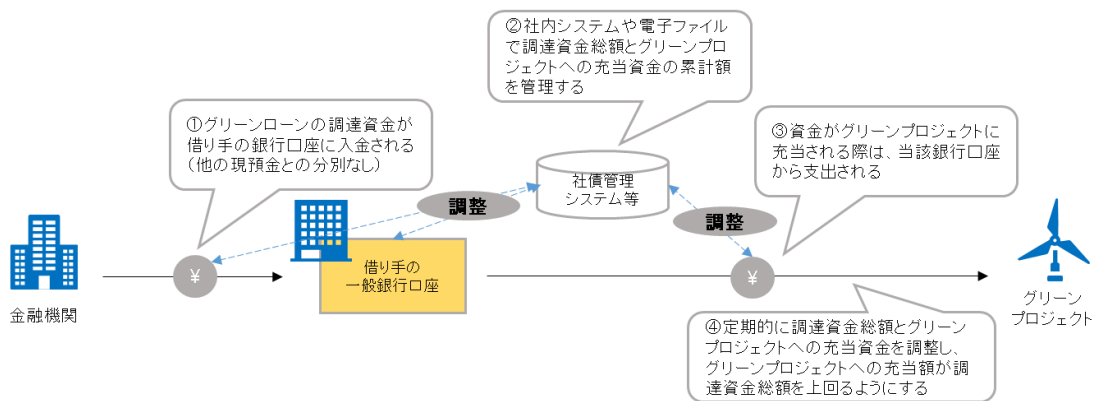 ②社内システムや電子ファイル
で調達資金総額とグリーンプロ
ジェクトへの充当資金の累計額
を管理する
①グリーンローンの調達資金が
借り手の銀行口座に入金される
(他の現預金との分別なし)
③資金がグリーンプロジェクトに
充当される際は、当該銀行口座
から支出される
社債管理
システム等
調整
調整
¥
借り手の
一般銀行口座
¥
金融機関
グリーン
プロジェクト
④定期的に調達資金総額とグリーン
プロジェクトへの充当資金を調整し、
グリーンプロジェクトへの充当額が調
達資金総額を上回るようにする